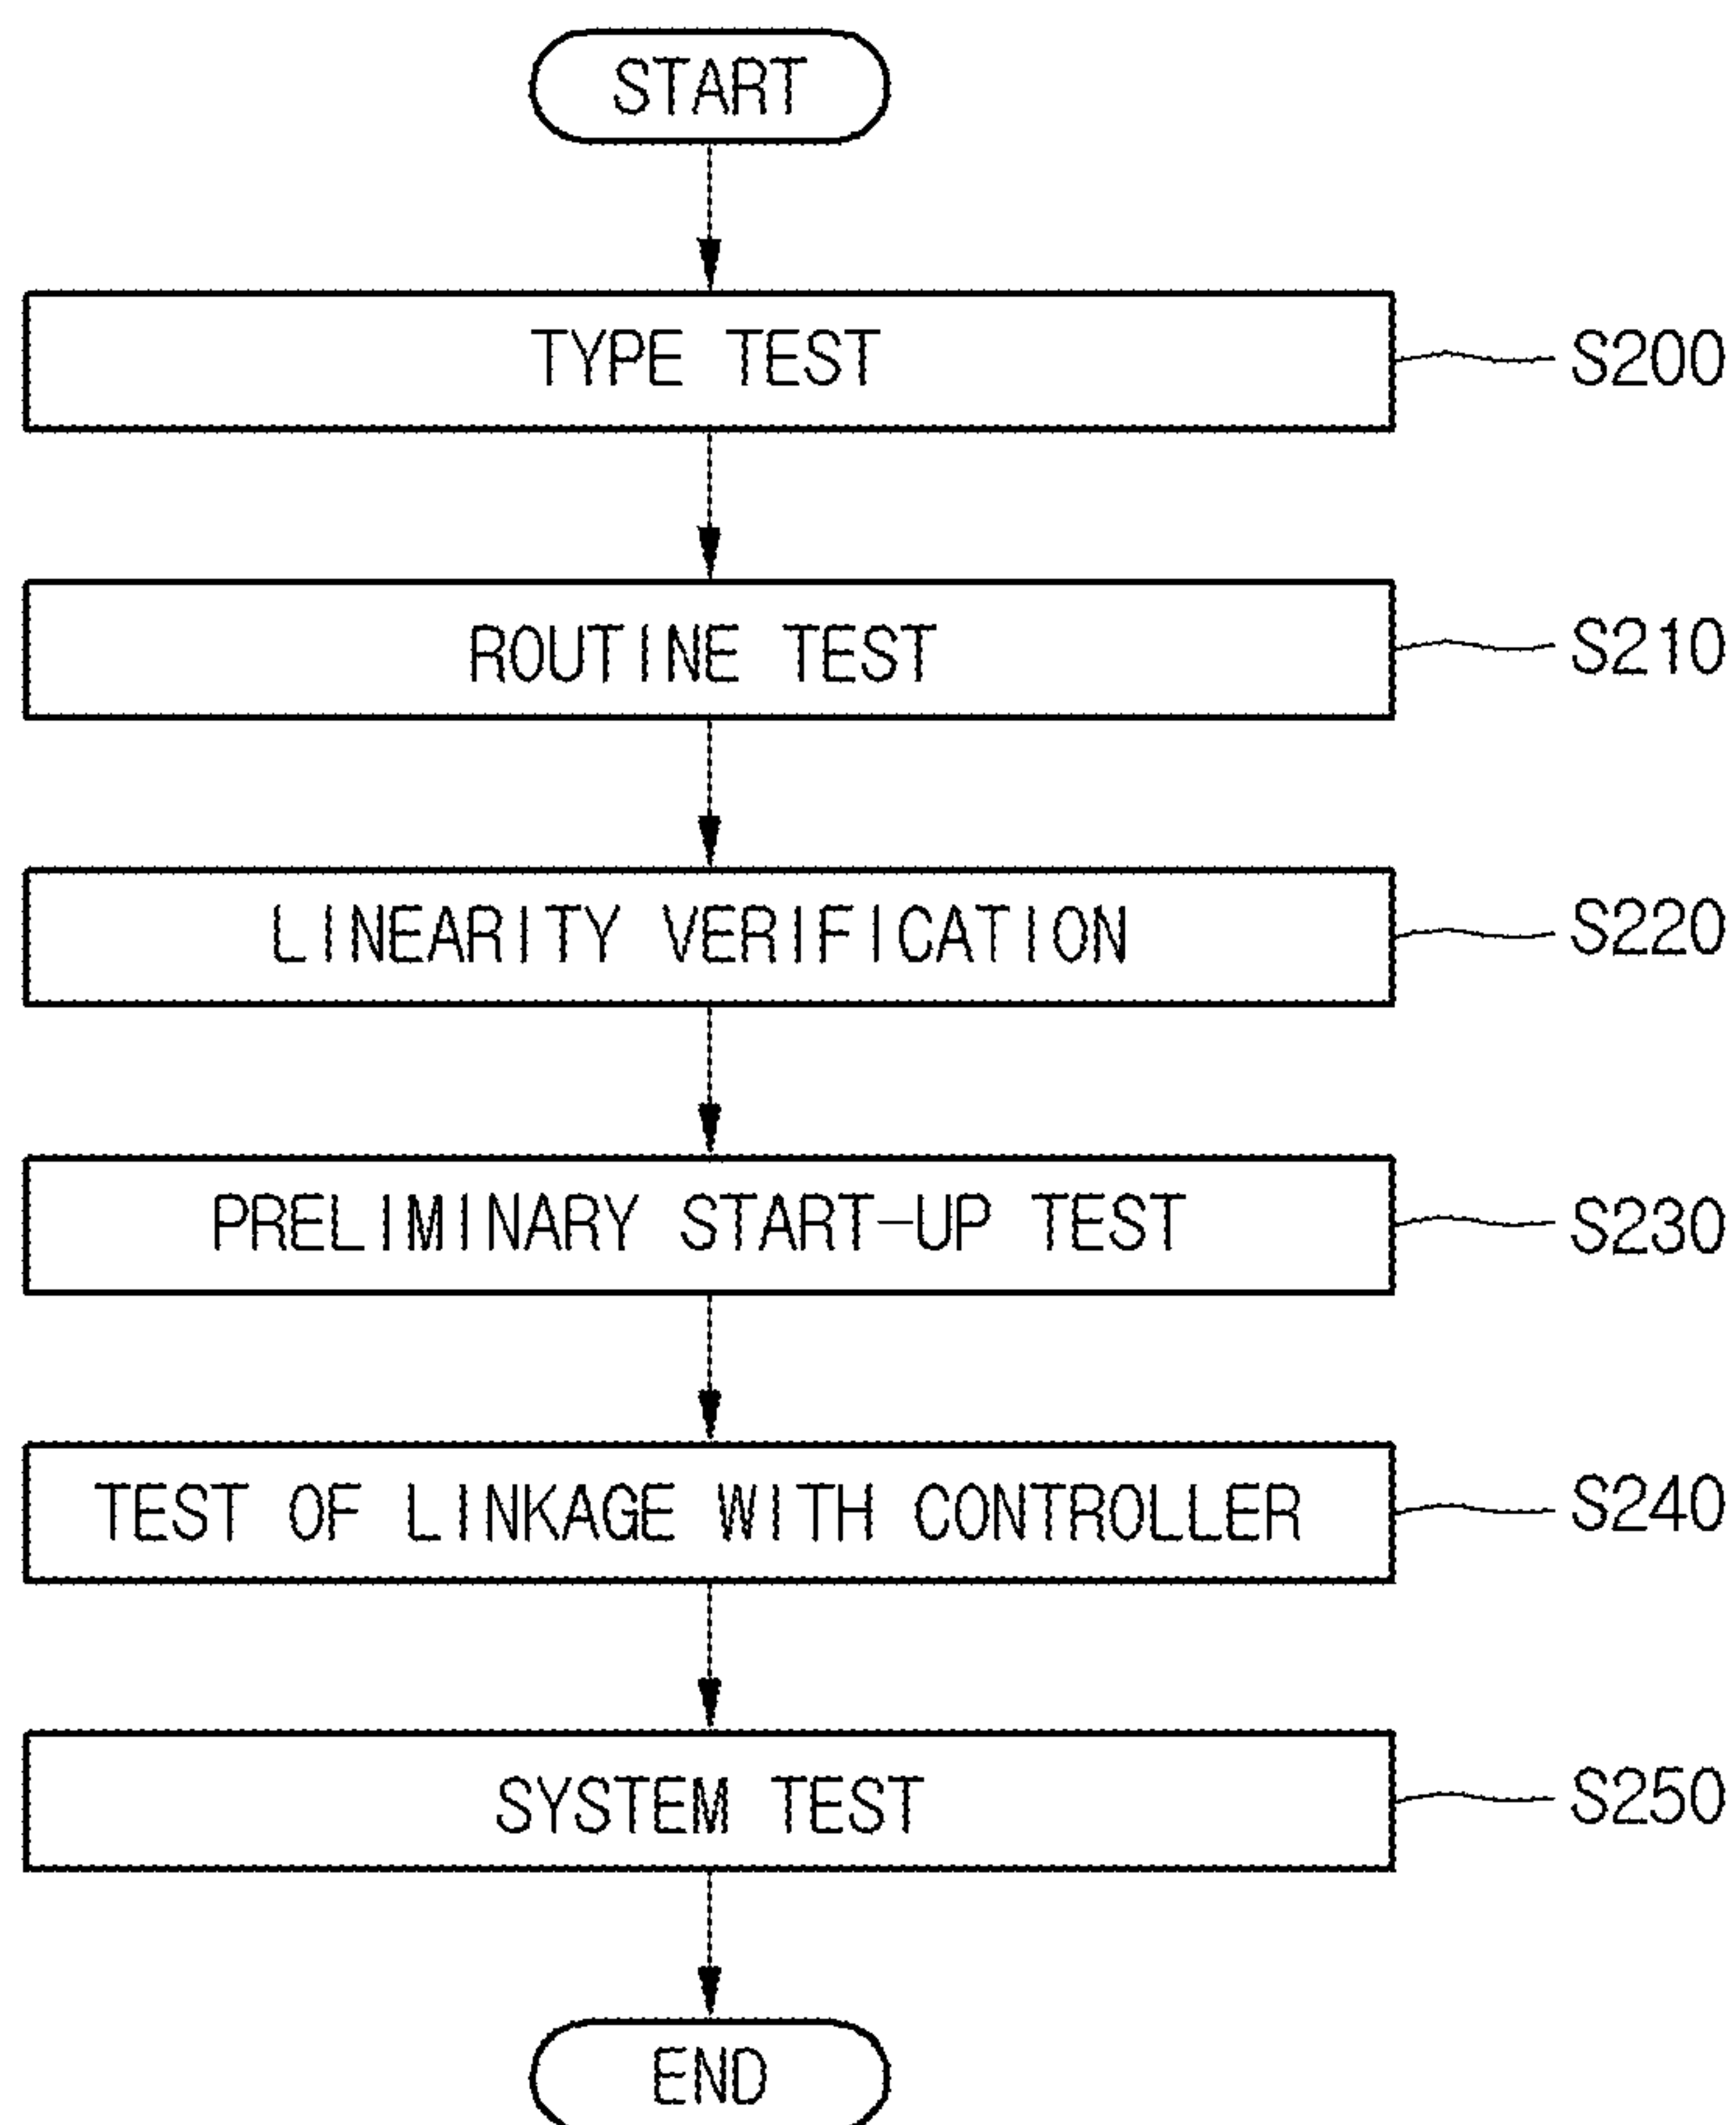 START
TYPE TEST
S200
ROUTINE TEST
S210
LINEARITY VERIFICATION
S220
PRELIMINARY START-UP TEST
S230
TEST OF LINKAGE WITH CONTROLLER
S240
SYSTEM TEST
S250
END